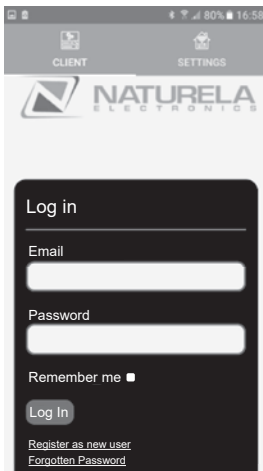 80% 16:58
CLIENT SETTINGS
NATURELA
ELECTRONICS
Log in
Email
Password
Remember me
Log In
Register as new user
Forgotten Password